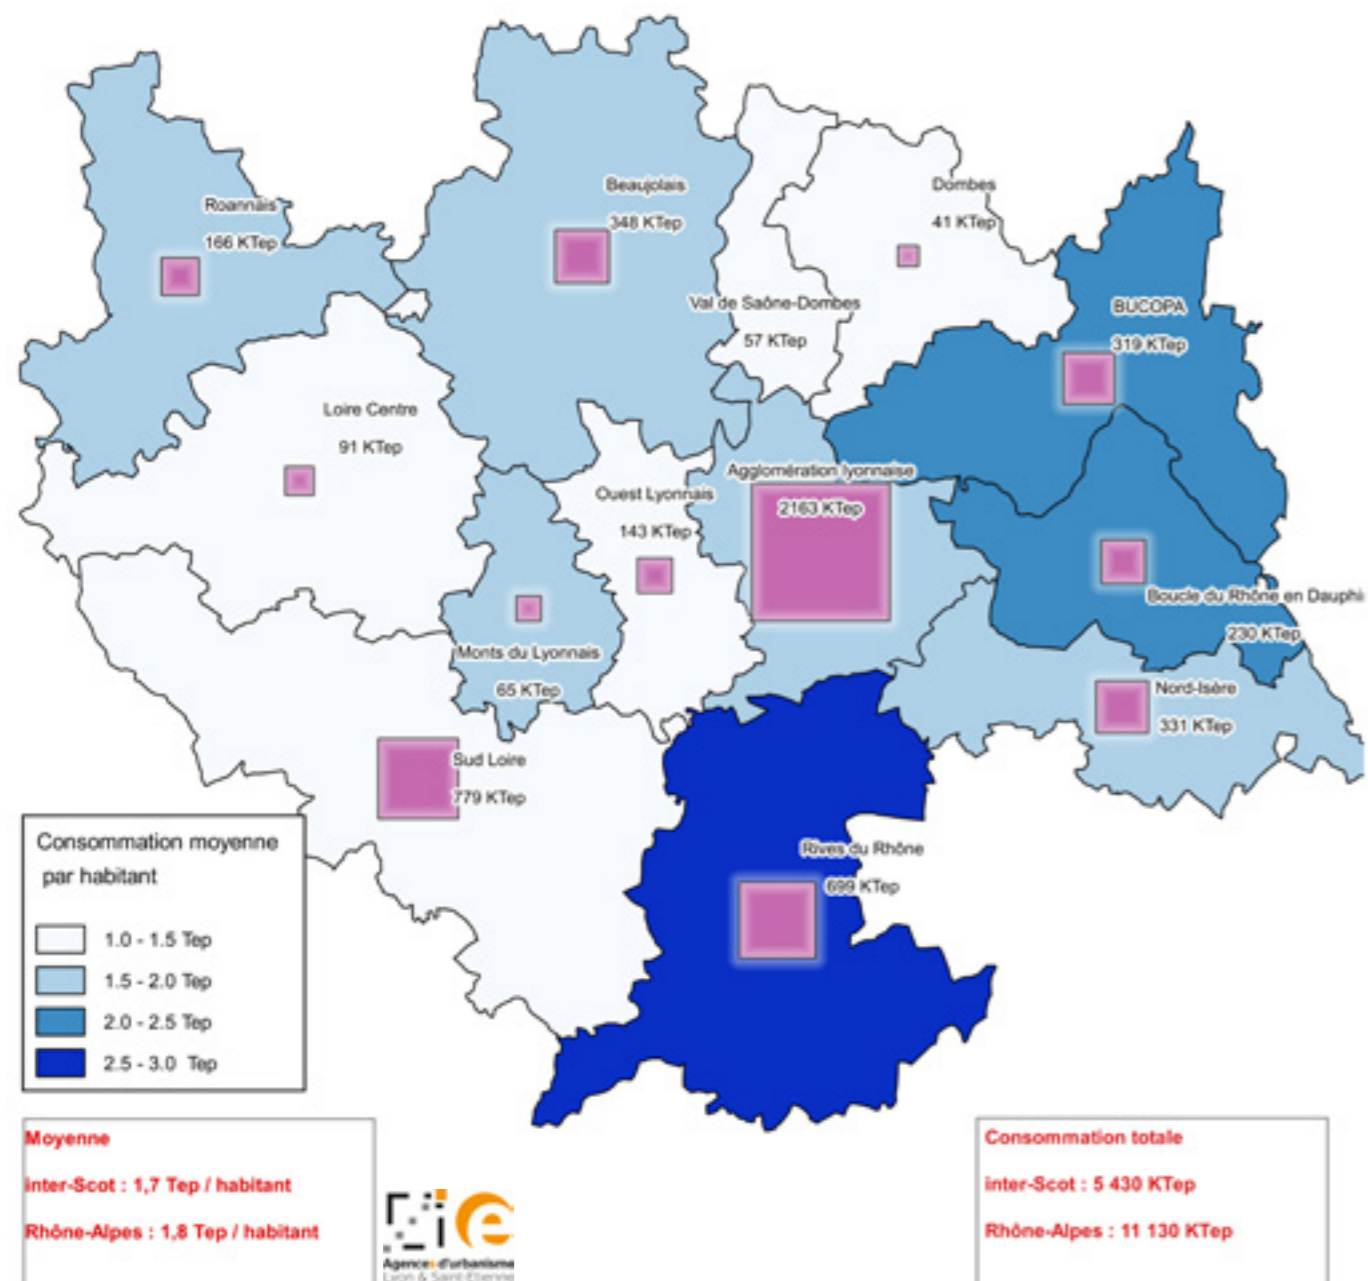 Beaujolais
348 KTep
Roannais
166 KTep
Dombes
41 KTep
Val de Saône-Dombes
57 KTep
BUCOPA
319 KTep
Loire Centre
91 KTep
Agglomération lyonnaise
2163 KTep
Ouest Lyonnais
143 KTep
Boucle du Rhône en Dauphi
230 KTep
Monts du Lyonnais
65 KTep
Nord-Isère
331 KTep
Sud Loire
779 KTep
Rives du Rhône
699 KTep
Consommation moyenne
par habitant
1.0 - 1.5 Tep
1.5 - 2.0 Tep
2.0 - 2.5 Tep
2.5 - 3.0 Tep
Moyenne
inter-Scot : 1,7 Tep / habitant
Rhône-Alpes : 1,8 Tep / habitant
Agences d'urbanisme
Lyon & Saint-Etienne
Consommation totale
inter-Scot : 5 430 KTep
Rhône-Alpes : 11 130 KTep